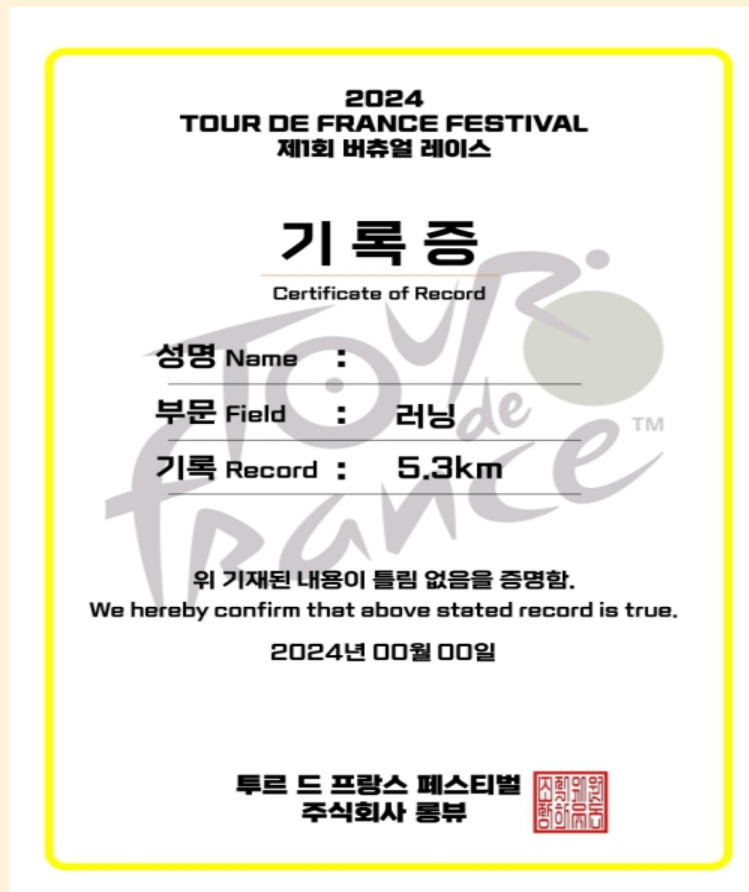 2024
TOUR DE FRANCE FESTIVAL
제1회 버츄얼 레이스
기록증
Certificate of Record
성명 Name :
부문 Field : 러닝
기록 Record : 5.3km
TOUR
de
france
TM
위 기재된 내용이 틀림 없음을 증명함.
We hereby confirm that above stated record is true.
2024년 00월 00일
투르 드 프랑스 페스티벌
주식회사 롱뷰